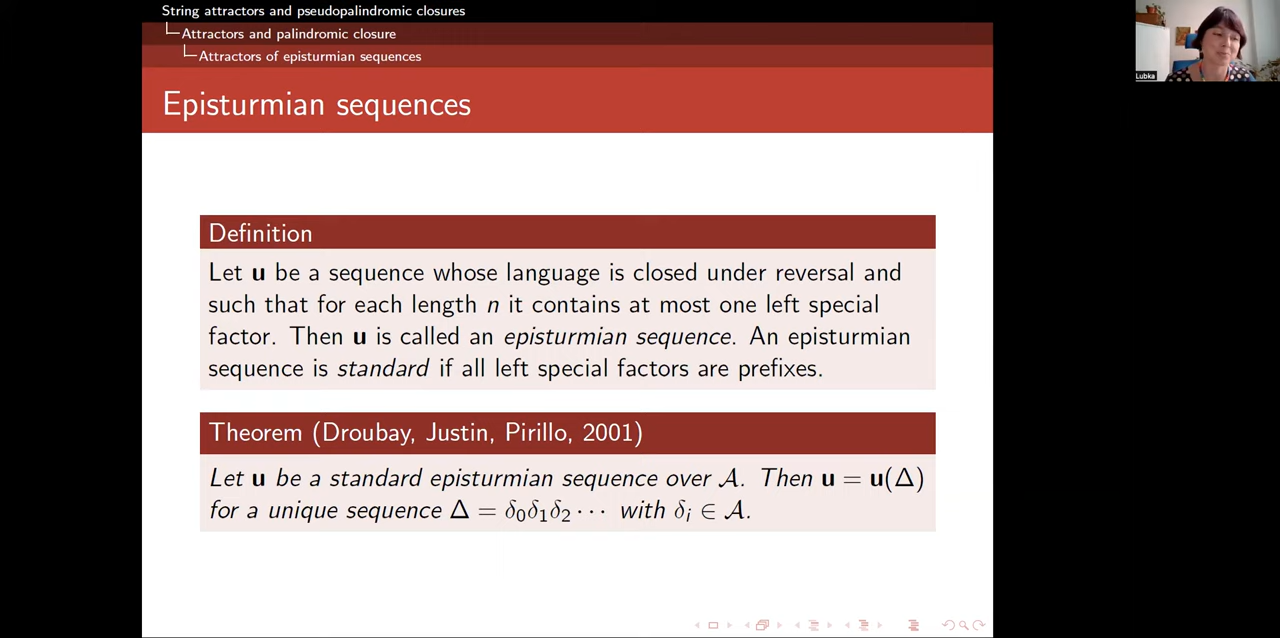 String attractors and pseudopalindromic closures
Attractors and palindromic closure
Attractors of episturmian sequences
Episturmian sequences
Definition
Let u be a sequence whose language is closed under reversal and
such that for each length n it contains at most one left special
factor. Then u is called an episturmian sequence. An episturmian
sequence is standard if all left special factors are prefixes.
Theorem (Droubay, Justin, Pirillo, 2001)
Let u be a standard episturmian sequence over 𝒜. Then u = u(Δ)
for a unique sequence Δ = δ₀δ₁δ₂ ⋯ with δᵢ ∈ 𝒜.
Lubka